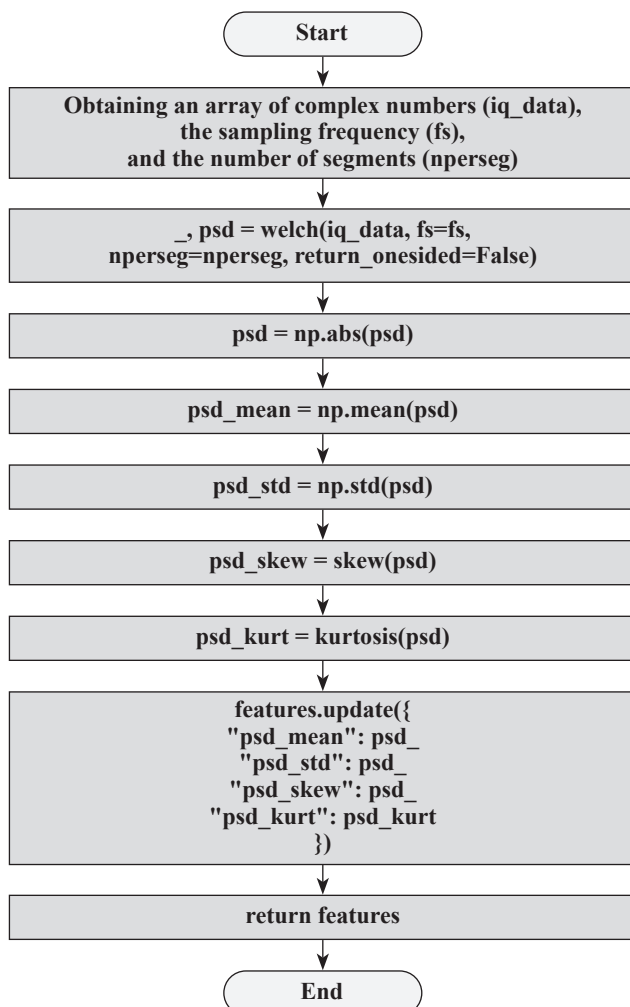 Start
Obtaining an array of complex numbers (iq_data),
the sampling frequency (fs),
and the number of segments (nperseg)
_, psd = welch(iq_data, fs=fs,
nperseg=nperseg, return_onesided=False)
psd = np.abs(psd)
psd_mean = np.mean(psd)
psd_std = np.std(psd)
psd_skew = skew(psd)
psd_kurt = kurtosis(psd)
features.update({
"psd_mean": psd_
"psd_std": psd_
"psd_skew": psd_
"psd_kurt": psd_kurt
})
return features
End